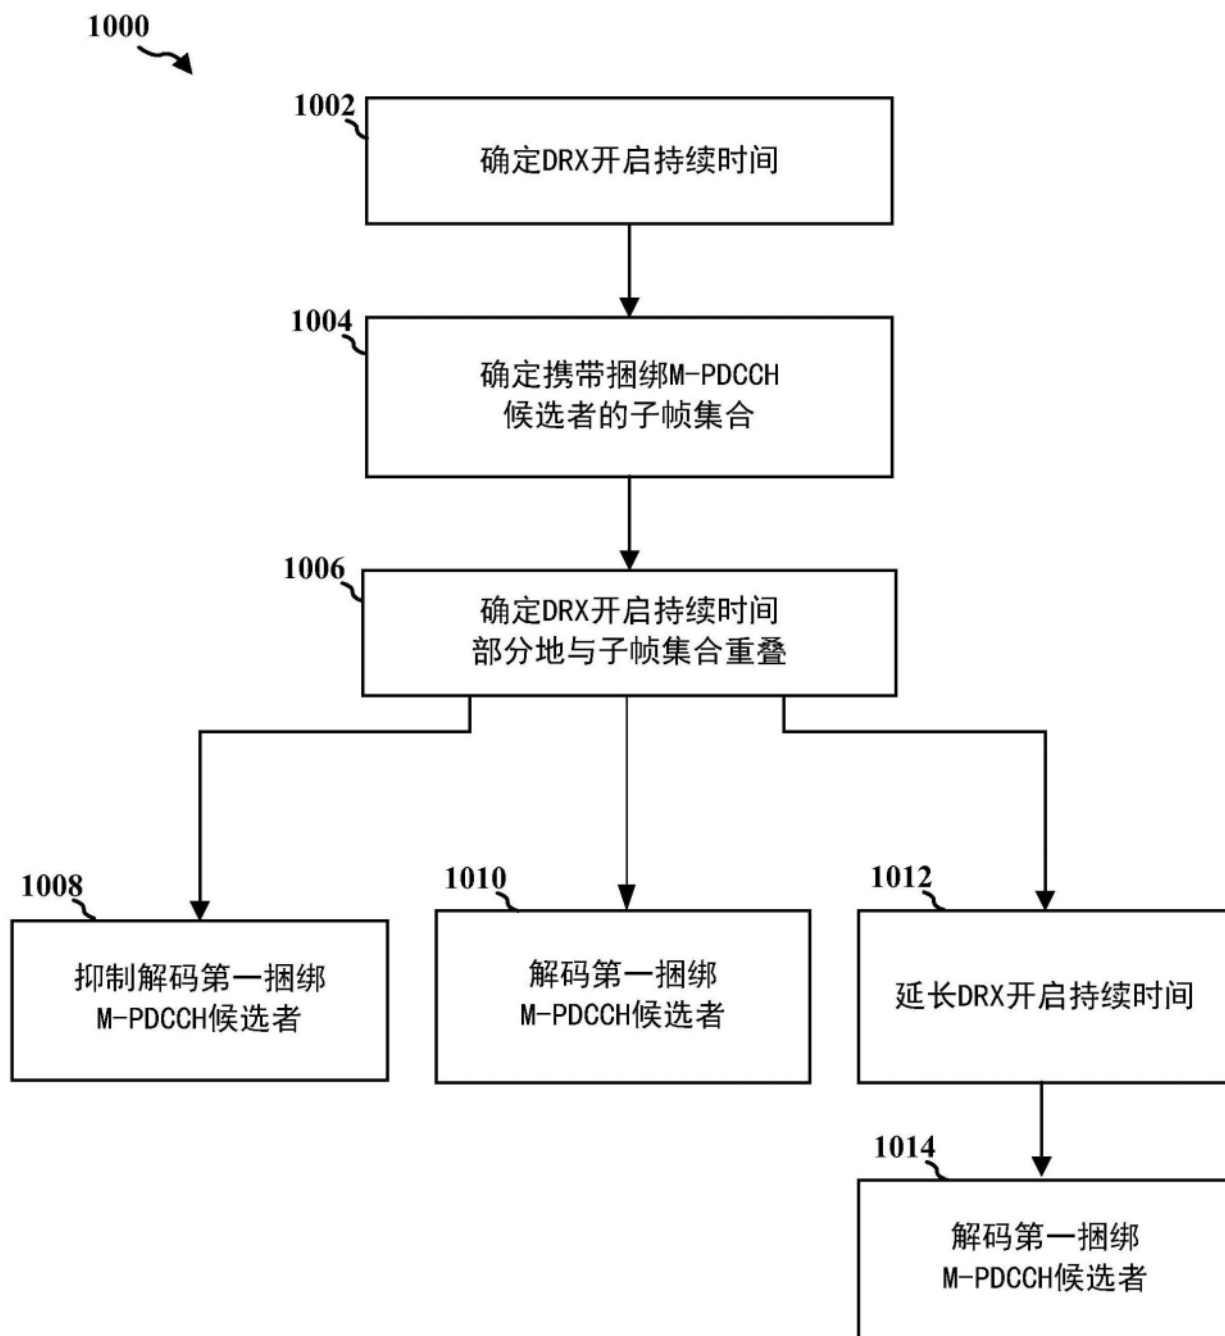 1000
1002
确定DRX开启持续时间
1004
确定携带捆绑M-PDCCH
候选者的子帧集合
1006
确定DRX开启持续时间
部分地与子帧集合重叠
1008
抑制解码第一捆绑
M-PDCCH候选者
1010
解码第一捆绑
M-PDCCH候选者
1012
延长DRX开启持续时间
1014
解码第一捆绑
M-PDCCH候选者